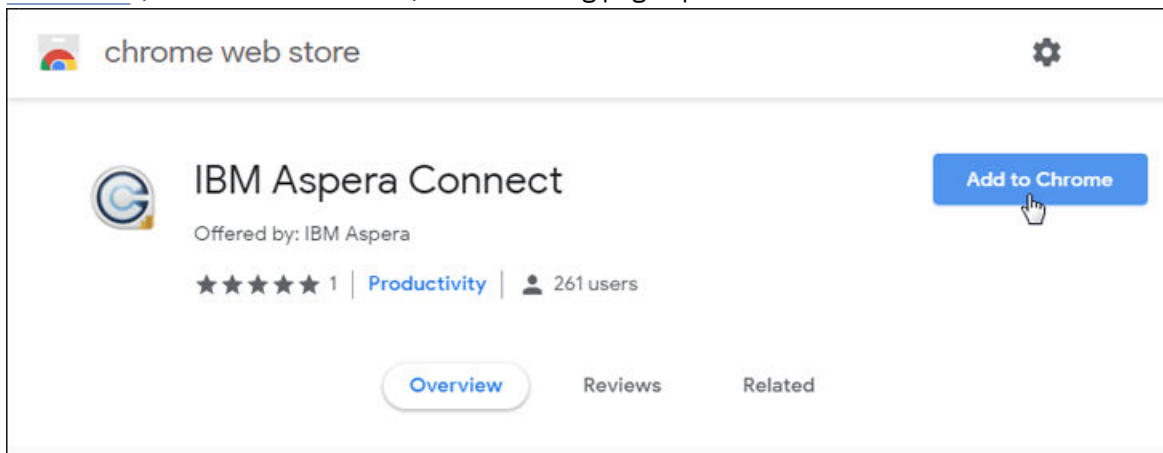 chrome web store
IBM Aspera Connect
Add to Chrome
Offered by: IBM Aspera
1 | Productivity | 261 users
Overview Reviews Related